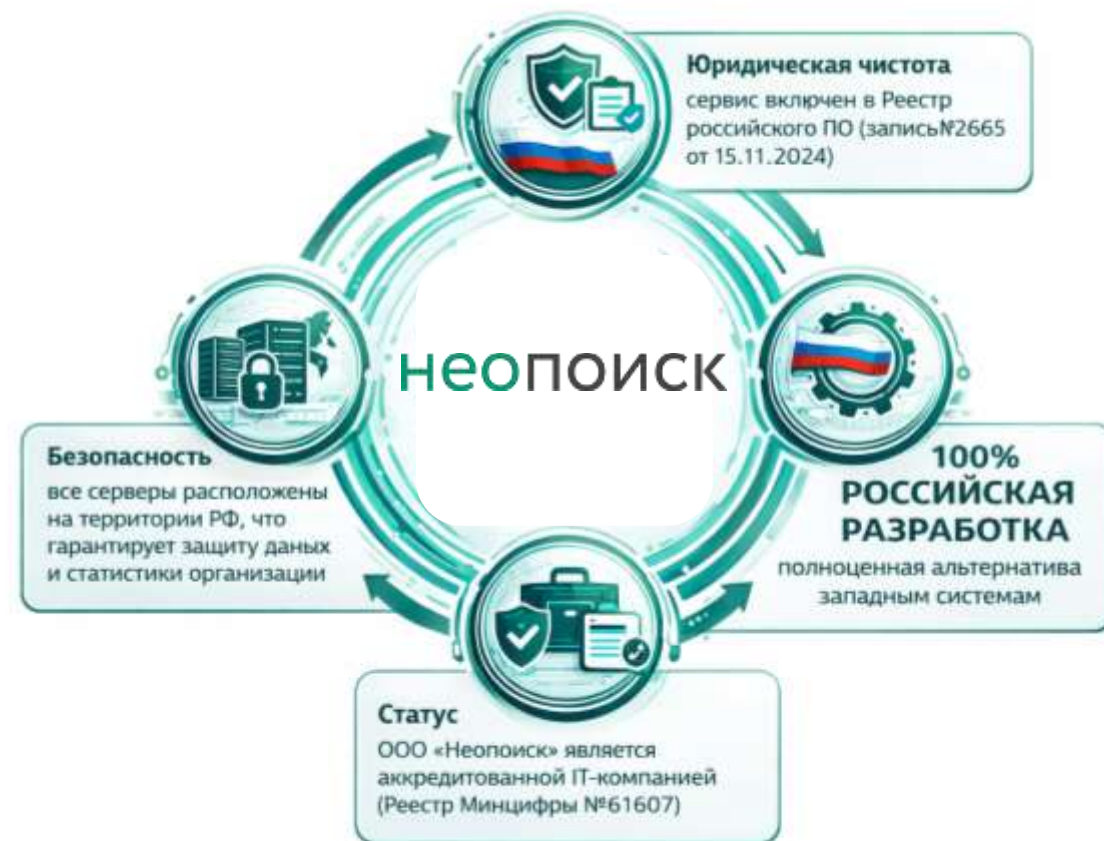 Юридическая чистота
сервис включен в Реестр
российского ПО (запись№2665
от 15.11.2024)
неопоиск
Безопасность
все серверы расположены
на территории РФ, что
гарантирует защиту даных
и статистики организации
100%
РОССИЙСКАЯ
РАЗРАБОТКА
полноценная альтернатива
западным системам
Статус
ООО «Неопоиск» является
аккредитованной IT-компанией
(Реестр Минцифры №61607)